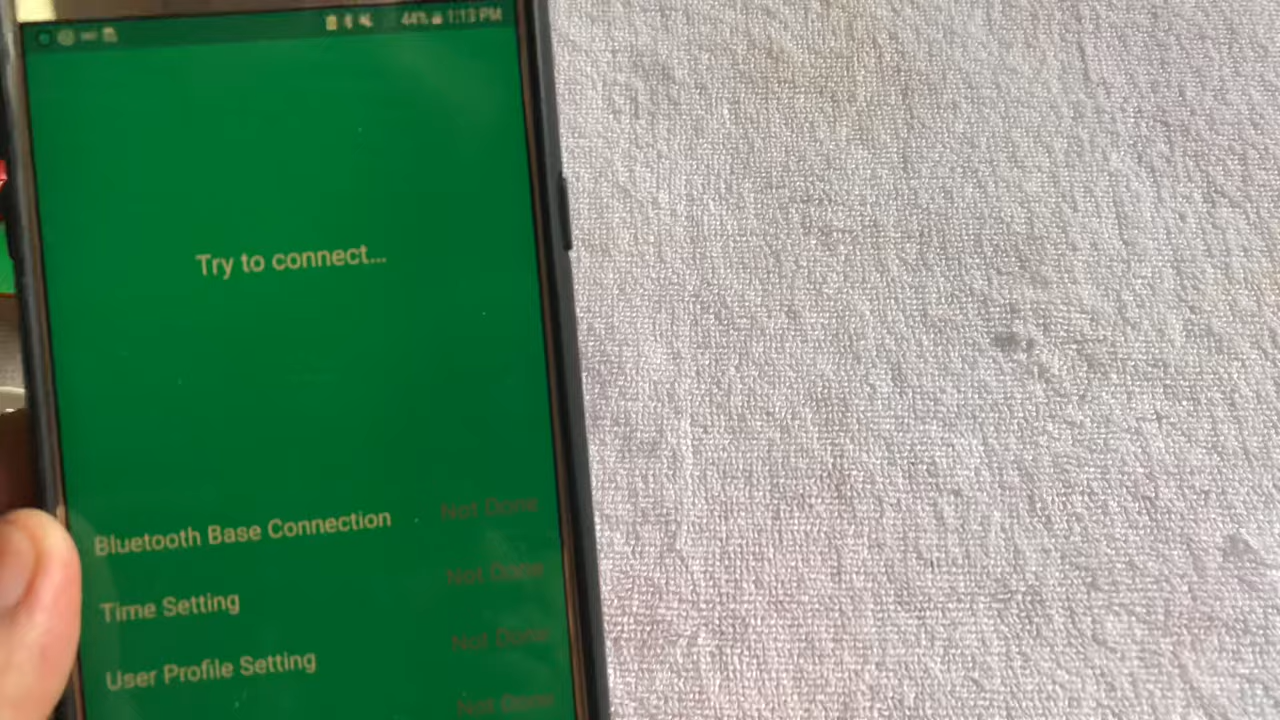 44% 1:13 PM
Try to connect...
Bluetooth Base Connection Not Done
Time Setting Not Done
User Profile Setting Not Done
Not Done